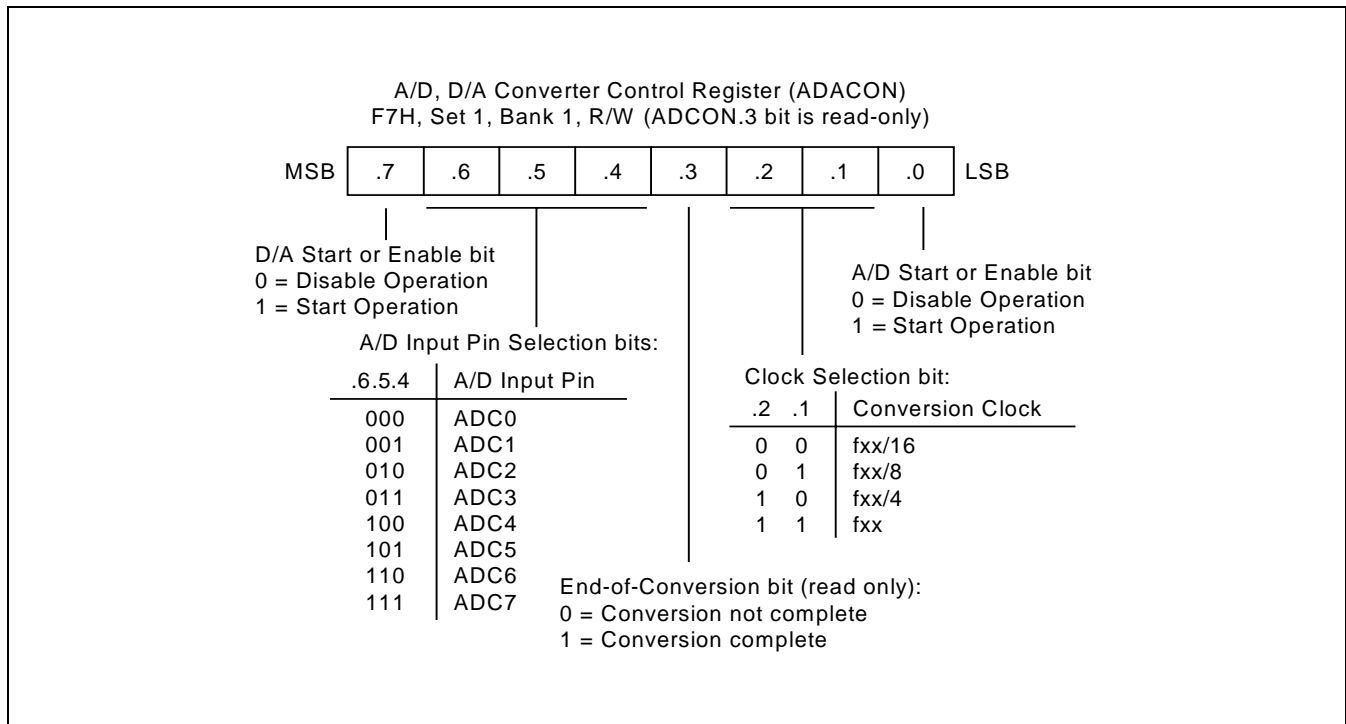 A/D, D/A Converter Control Register (ADACON)
F7H, Set 1, Bank 1, R/W (ADCON.3 bit is read-only)
MSB .7 .6 .5 .4 .3 .2 .1 .0 LSB
D/A Start or Enable bit
0 = Disable Operation
1 = Start Operation
A/D Start or Enable bit
0 = Disable Operation
1 = Start Operation
A/D Input Pin Selection bits:
.6.5.4 A/D Input Pin
000 ADC0
001 ADC1
010 ADC2
011 ADC3
100 ADC4
101 ADC5
110 ADC6
111 ADC7
Clock Selection bit:
.2 .1 Conversion Clock
0 0 fxx/16
0 1 fxx/8
1 0 fxx/4
1 1 fxx
End-of-Conversion bit (read only):
0 = Conversion not complete
1 = Conversion complete